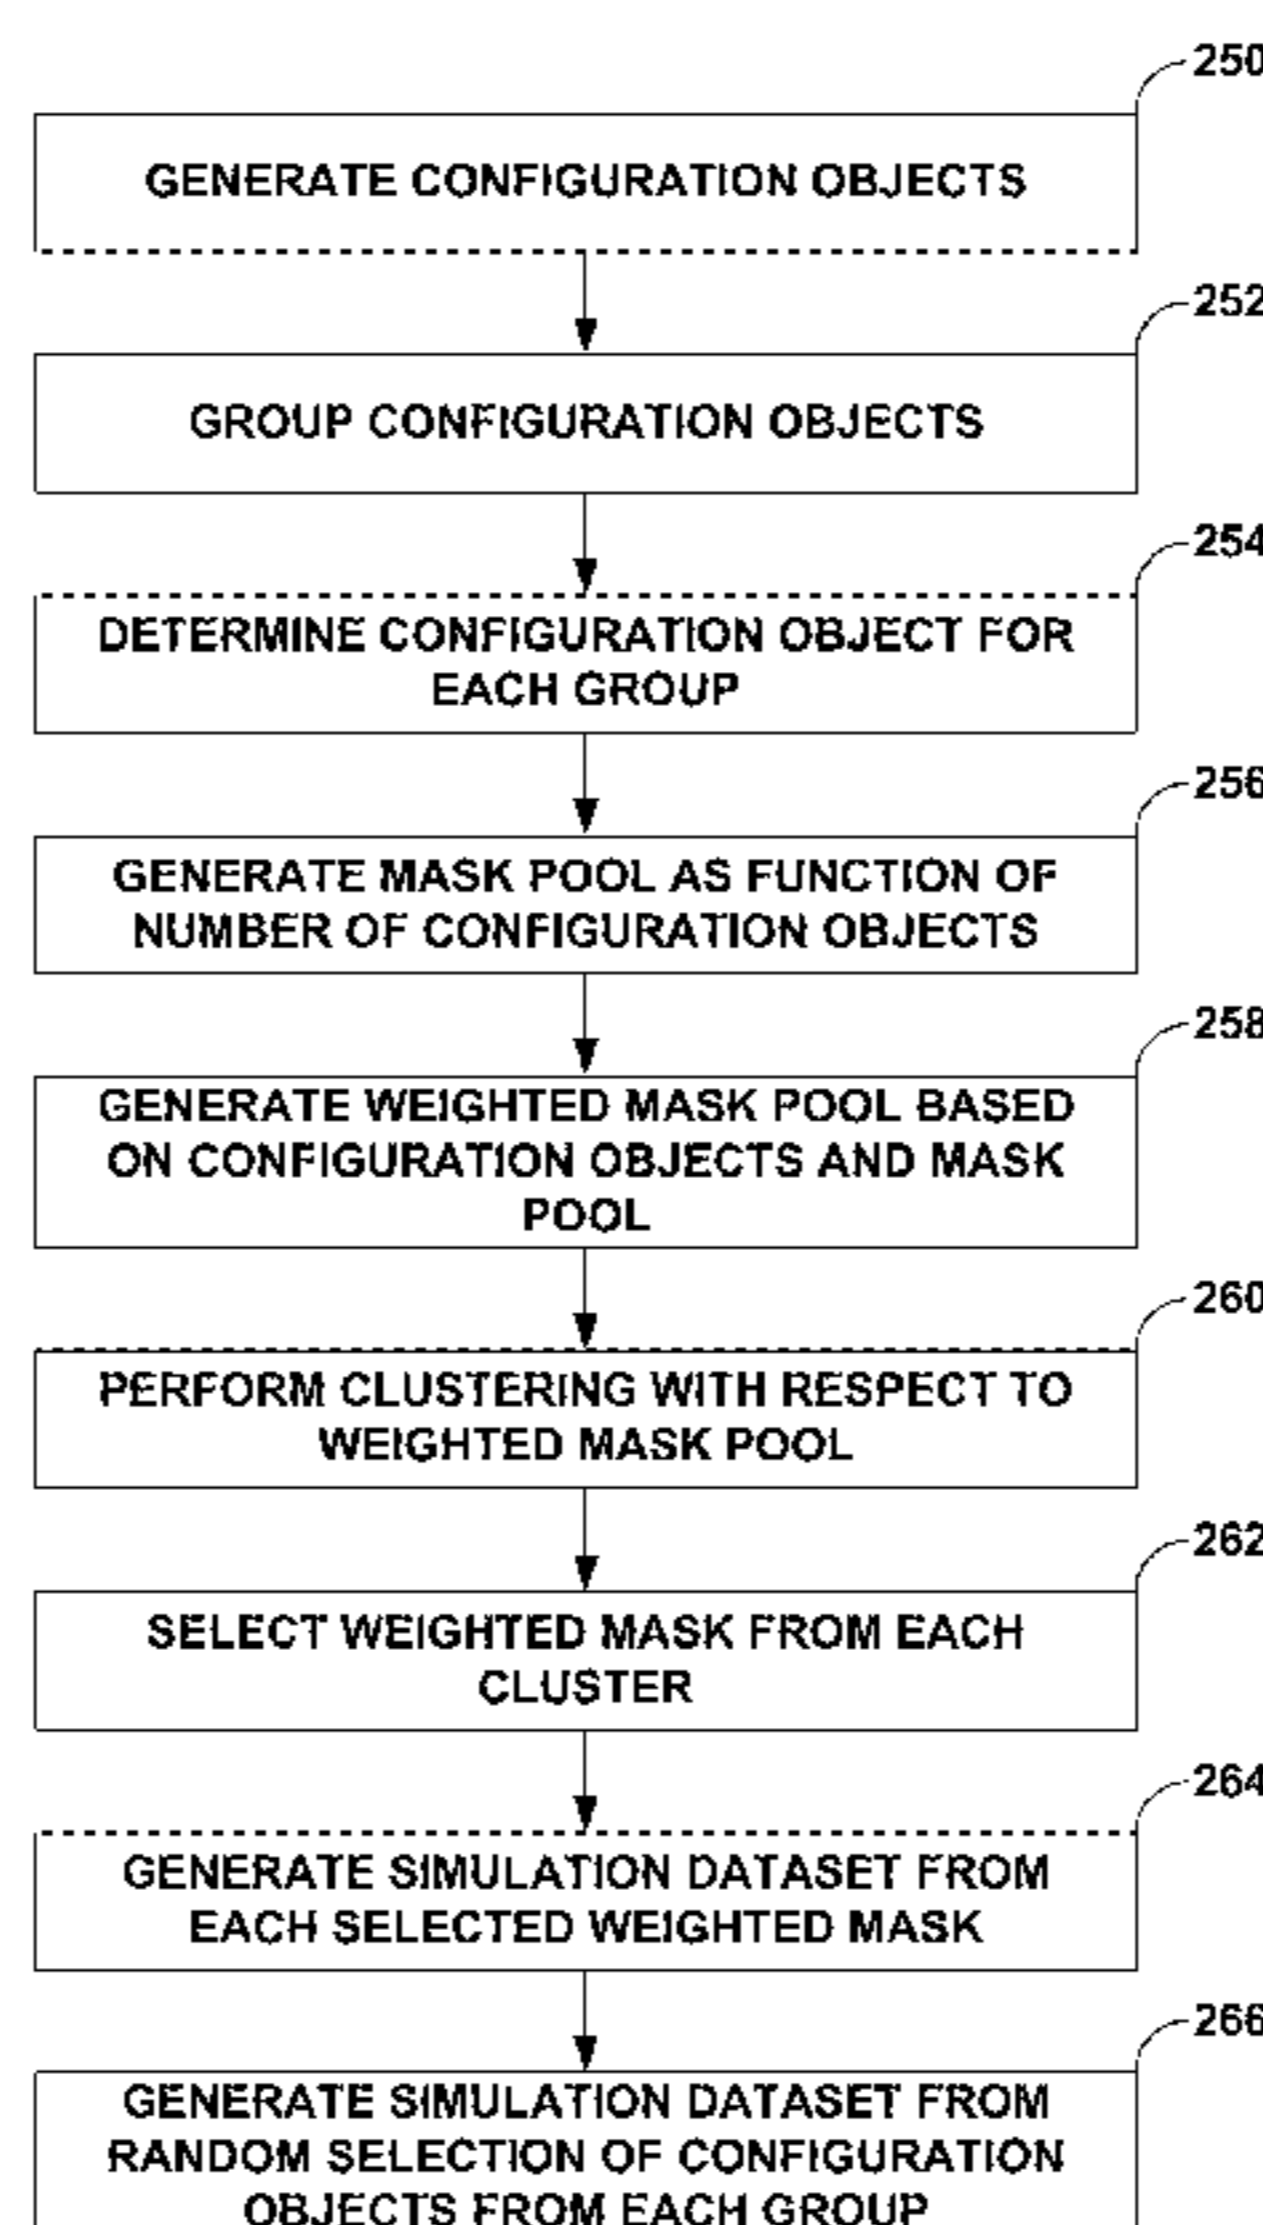 250
GENERATE CONFIGURATION OBJECTS
252
GROUP CONFIGURATION OBJECTS
254
DETERMINE CONFIGURATION OBJECT FOR
EACH GROUP
256
GENERATE MASK POOL AS FUNCTION OF
NUMBER OF CONFIGURATION OBJECTS
258
GENERATE WEIGHTED MASK POOL BASED
ON CONFIGURATION OBJECTS AND MASK
POOL
260
PERFORM CLUSTERING WITH RESPECT TO
WEIGHTED MASK POOL
262
SELECT WEIGHTED MASK FROM EACH
CLUSTER
264
GENERATE SIMULATION DATASET FROM
EACH SELECTED WEIGHTED MASK
266
GENERATE SIMULATION DATASET FROM
RANDOM SELECTION OF CONFIGURATION
OBJECTS FROM EACH GROUP